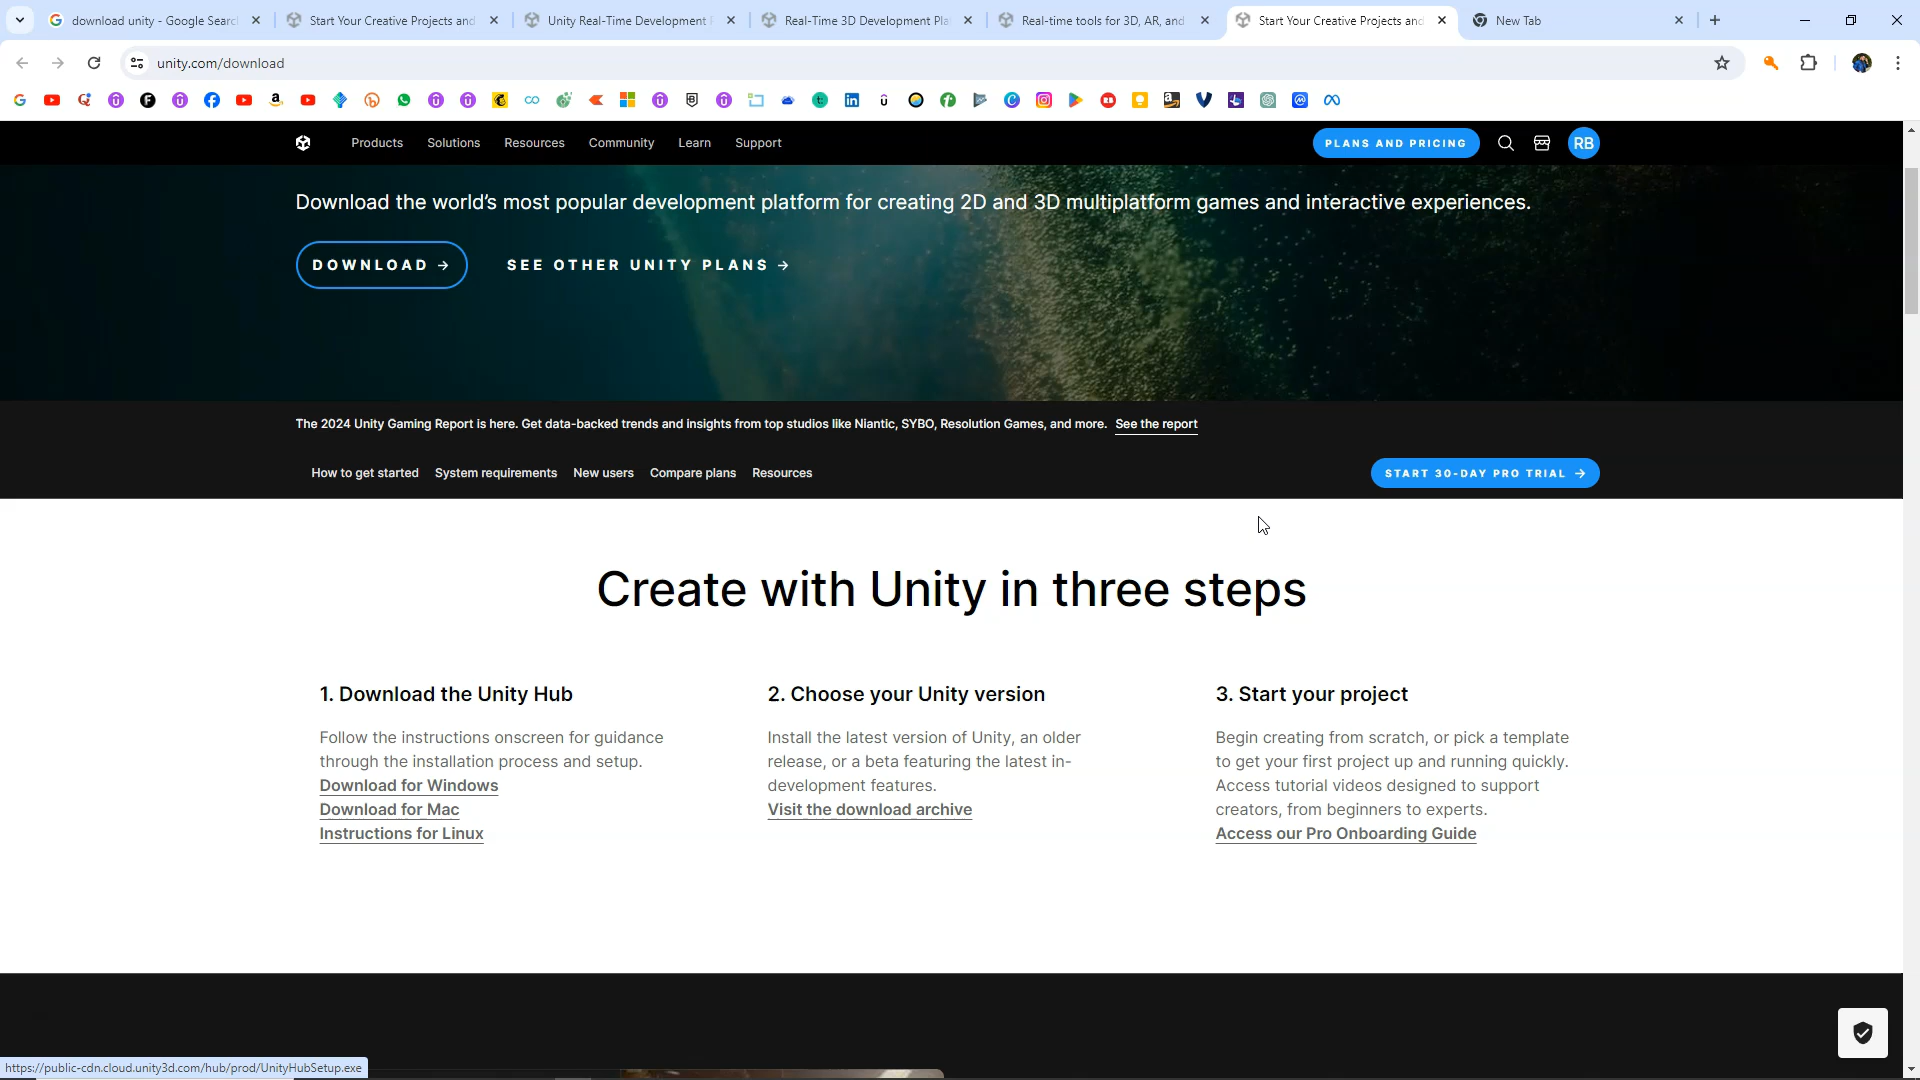 download unity - Google Searc
Start Your Creative Projects and
Unity Real-Time Development
Real-Time 3D Development Pla
Real-time tools for 3D, AR, and
Start Your Creative Projects and
New Tab
unity.com/download
Products
Solutions
Resources
Community
Learn
Support
PLANS AND PRICING
RB
Download the world’s most popular development platform for creating 2D and 3D multiplatform games and interactive experiences.
DOWNLOAD →
SEE OTHER UNITY PLANS →
The 2024 Unity Gaming Report is here. Get data-backed trends and insights from top studios like Niantic, SYBO, Resolution Games, and more. See the report
How to get started
System requirements
New users
Compare plans
Resources
START 30-DAY PRO TRIAL →
Create with Unity in three steps
1. Download the Unity Hub
Follow the instructions onscreen for guidance
through the installation process and setup.
Download for Windows
Download for Mac
Instructions for Linux
2. Choose your Unity version
Install the latest version of Unity, an older
release, or a beta featuring the latest in-
development features.
Visit the download archive
3. Start your project
Begin creating from scratch, or pick a template
to get your first project up and running quickly.
Access tutorial videos designed to support
creators, from beginners to experts.
Access our Pro Onboarding Guide
https://public-cdn.cloud.unity3d.com/hub/prod/UnityHubSetup.exe